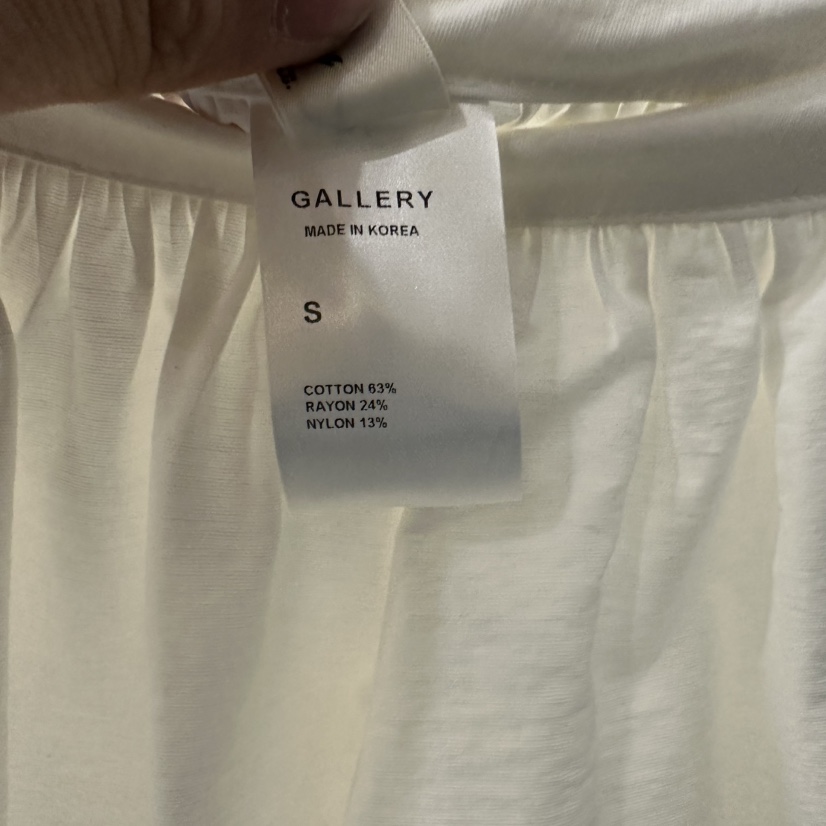 GALLERY
MADE IN KOREA
S
COTTON 63%
RAYON 24%
NYLON 13%